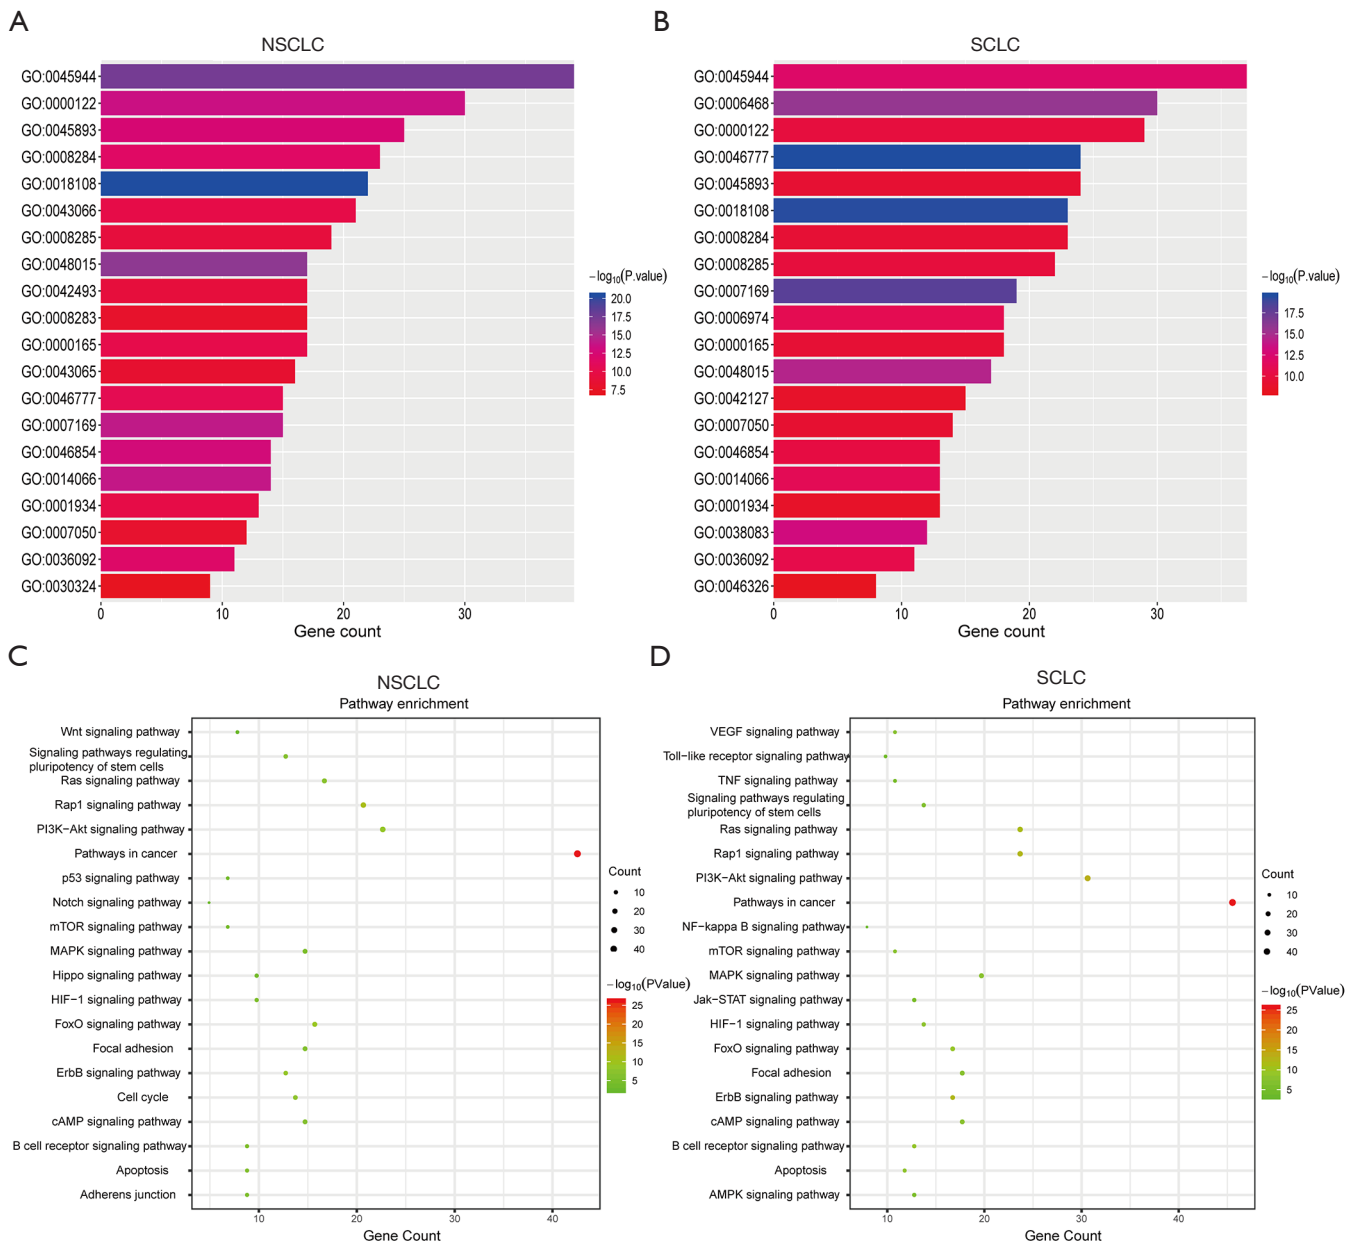 A
NSCLC
GO:0045944
GO:0000122
GO:0045893
GO:0008284
GO:0018108
GO:0043066
GO:0008285
GO:0048015
GO:0042493
GO:0008283
GO:0000165
GO:0043065
GO:0046777
GO:0007169
GO:0046854
GO:0014066
GO:0001934
GO:0007050
GO:0036092
GO:0030324
0 10 20 30
Gene count
−log10(P.value)
20.0
17.5
15.0
12.5
10.0
7.5
B
SCLC
GO:0045944
GO:0006468
GO:0000122
GO:0046777
GO:0045893
GO:0018108
GO:0008284
GO:0008285
GO:0007169
GO:0006974
GO:0000165
GO:0048015
GO:0042127
GO:0007050
GO:0046854
GO:0014066
GO:0001934
GO:0038083
GO:0036092
GO:0046326
0 10 20 30
Gene count
−log10(P.value)
17.5
15.0
12.5
10.0
C
NSCLC
Pathway enrichment
Wnt signaling pathway
Signaling pathways regulating
pluripotency of stem cells
Ras signaling pathway
Rap1 signaling pathway
PI3K−Akt signaling pathway
Pathways in cancer
p53 signaling pathway
Notch signaling pathway
mTOR signaling pathway
MAPK signaling pathway
Hippo signaling pathway
HIF−1 signaling pathway
FoxO signaling pathway
Focal adhesion
ErbB signaling pathway
Cell cycle
cAMP signaling pathway
B cell receptor signaling pathway
Apoptosis
Adherens junction
10 20 30 40
Gene Count
Count
10
20
30
40
−log10(PValue)
25
20
15
10
5
D
SCLC
Pathway enrichment
VEGF signaling pathway
Toll−like receptor signaling pathway
TNF signaling pathway
Signaling pathways regulating
pluripotency of stem cells
Ras signaling pathway
Rap1 signaling pathway
PI3K−Akt signaling pathway
Pathways in cancer
NF−kappa B signaling pathway
mTOR signaling pathway
MAPK signaling pathway
Jak−STAT signaling pathway
HIF−1 signaling pathway
FoxO signaling pathway
Focal adhesion
ErbB signaling pathway
cAMP signaling pathway
B cell receptor signaling pathway
Apoptosis
AMPK signaling pathway
10 20 30 40
Gene Count
Count
10
20
30
40
−log10(PValue)
25
20
15
10
5